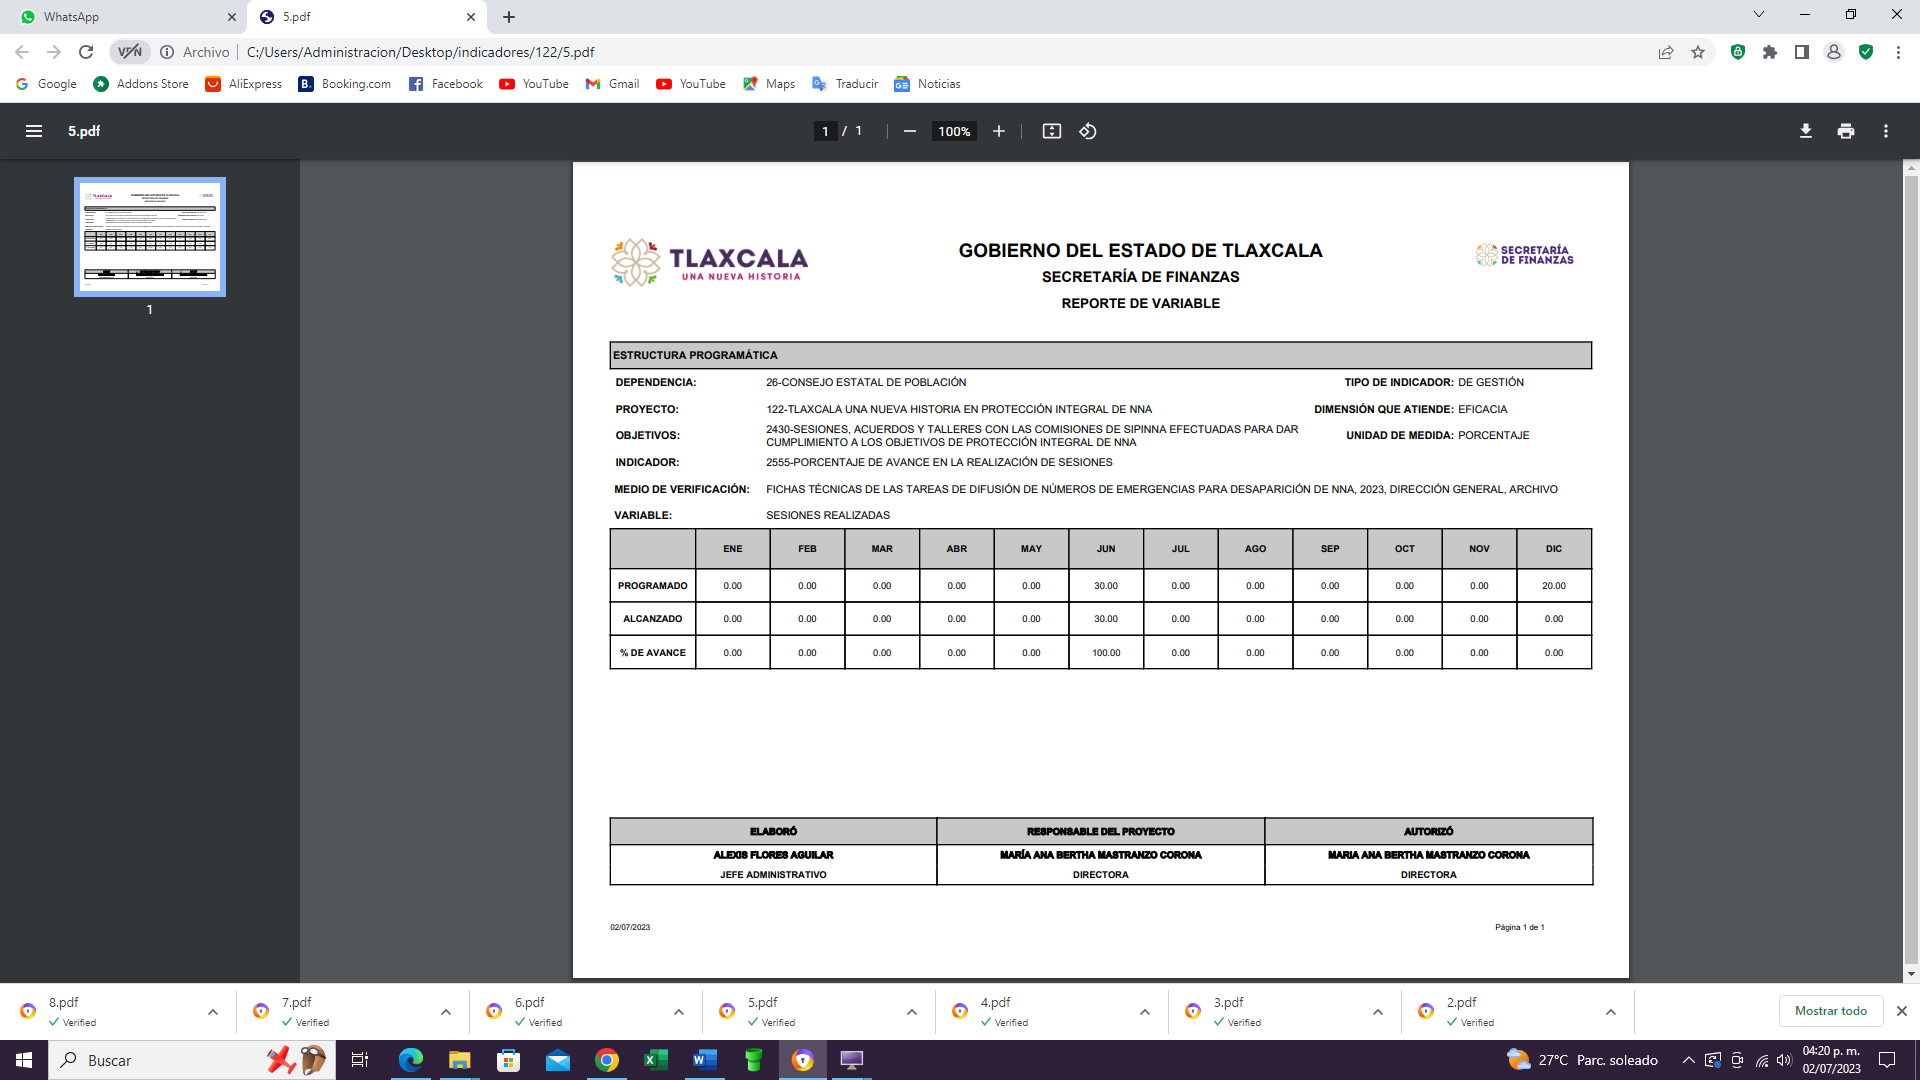 WhatsApp
5.pdf
VPN
Archivo
C:/Users/Administracion/Desktop/indicadores/122/5.pdf
Google
Addons Store
AliExpress
Booking.com
Facebook
YouTube
Gmail
YouTube
Maps
Traducir
Noticias
5.pdf
1 / 1
100%
1
TLAXCALA
UNA NUEVA HISTORIA
GOBIERNO DEL ESTADO DE TLAXCALA
SECRETARÍA DE FINANZAS
REPORTE DE VARIABLE
SECRETARÍA
DE FINANZAS
ESTRUCTURA PROGRAMÁTICA
DEPENDENCIA: 26-CONSEJO ESTATAL DE POBLACIÓN TIPO DE INDICADOR: DE GESTIÓN
PROYECTO: 122-TLAXCALA UNA NUEVA HISTORIA EN PROTECCIÓN INTEGRAL DE NNA DIMENSIÓN QUE ATIENDE: EFICACIA
OBJETIVOS: 2430-SESIONES, ACUERDOS Y TALLERES CON LAS COMISIONES DE SIPINNA EFECTUADAS PARA DAR
CUMPLIMIENTO A LOS OBJETIVOS DE PROTECCIÓN INTEGRAL DE NNA
UNIDAD DE MEDIDA: PORCENTAJE
INDICADOR: 2555-PORCENTAJE DE AVANCE EN LA REALIZACIÓN DE SESIONES
MEDIO DE VERIFICACIÓN: FICHAS TÉCNICAS DE LAS TAREAS DE DIFUSIÓN DE NÚMEROS DE EMERGENCIAS PARA DESAPARICIÓN DE NNA, 2023, DIRECCIÓN GENERAL, ARCHIVO
VARIABLE: SESIONES REALIZADAS
ENE FEB MAR ABR MAY JUN JUL AGO SEP OCT NOV DIC
PROGRAMADO 0.00 0.00 0.00 0.00 0.00 30.00 0.00 0.00 0.00 0.00 0.00 20.00
ALCANZADO 0.00 0.00 0.00 0.00 0.00 30.00 0.00 0.00 0.00 0.00 0.00 0.00
% DE AVANCE 0.00 0.00 0.00 0.00 0.00 100.00 0.00 0.00 0.00 0.00 0.00 0.00
ELABORÓ RESPONSABLE DEL PROYECTO AUTORIZÓ
ALEXIS FLORES AGUILAR MARÍA ANA BERTHA MASTRANZO CORONA MARIA ANA BERTHA MASTRANZO CORONA
JEFE ADMINISTRATIVO DIRECTORA DIRECTORA
02/07/2023 Página 1 de 1
8.pdf
Verified
7.pdf
Verified
6.pdf
Verified
5.pdf
Verified
4.pdf
Verified
3.pdf
Verified
2.pdf
Verified
Mostrar todo
Buscar
27°C Parc. soleado
04:20 p. m.
02/07/2023